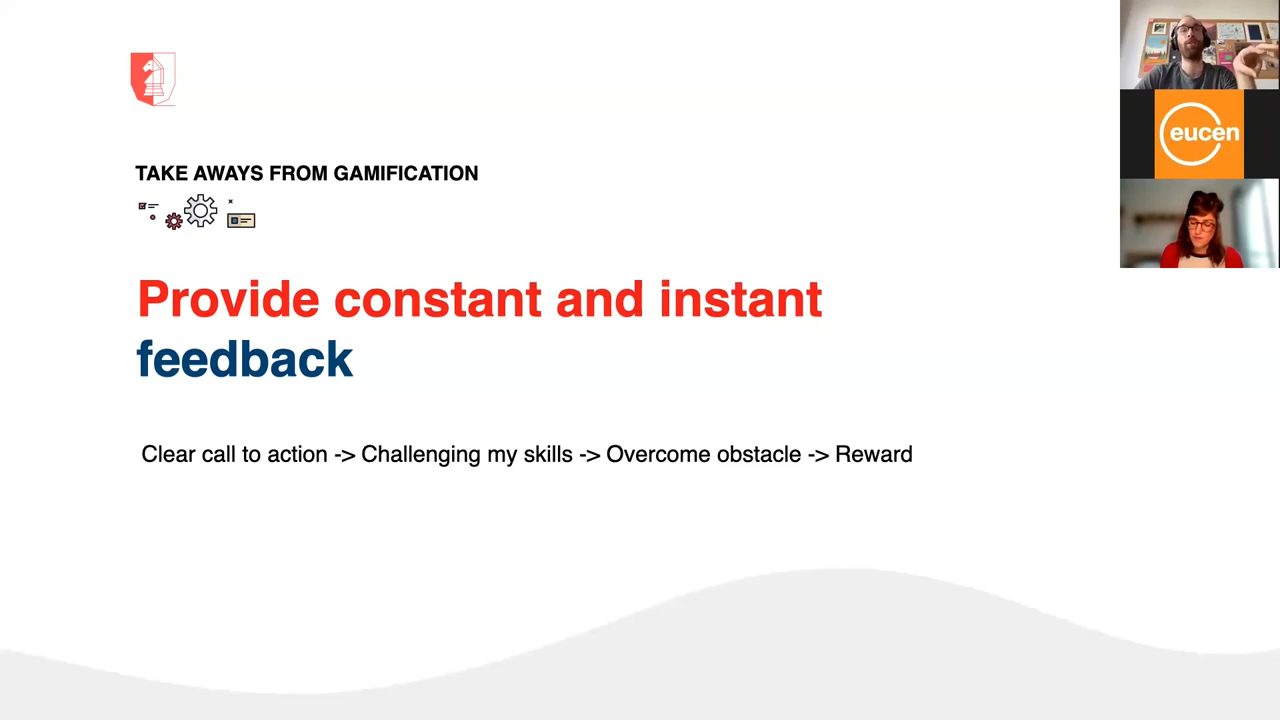 TAKE AWAYS FROM GAMIFICATION
Provide constant and instant
feedback
Clear call to action -> Challenging my skills -> Overcome obstacle -> Reward
eucen